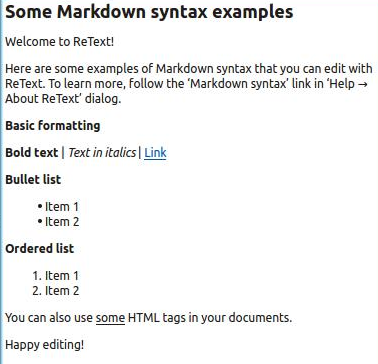 Some Markdown syntax examples
Welcome to ReText!
Here are some examples of Markdown syntax that you can edit with
ReText. To learn more, follow the ‘Markdown syntax’ link in ‘Help →
About ReText’ dialog.
Basic formatting
Bold text | Text in italics | Link
Bullet list
• Item 1
• Item 2
Ordered list
1. Item 1
2. Item 2
You can also use some HTML tags in your documents.
Happy editing!